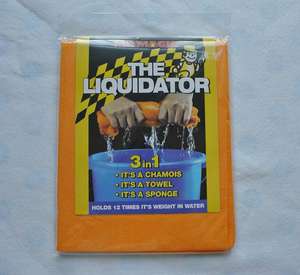 THE
LIQUIDATOR
3 in 1
• IT'S A CHAMOIS
• IT'S A TOWEL
• IT'S A SPONGE
HOLDS 12 TIMES IT'S WEIGHT IN WATER